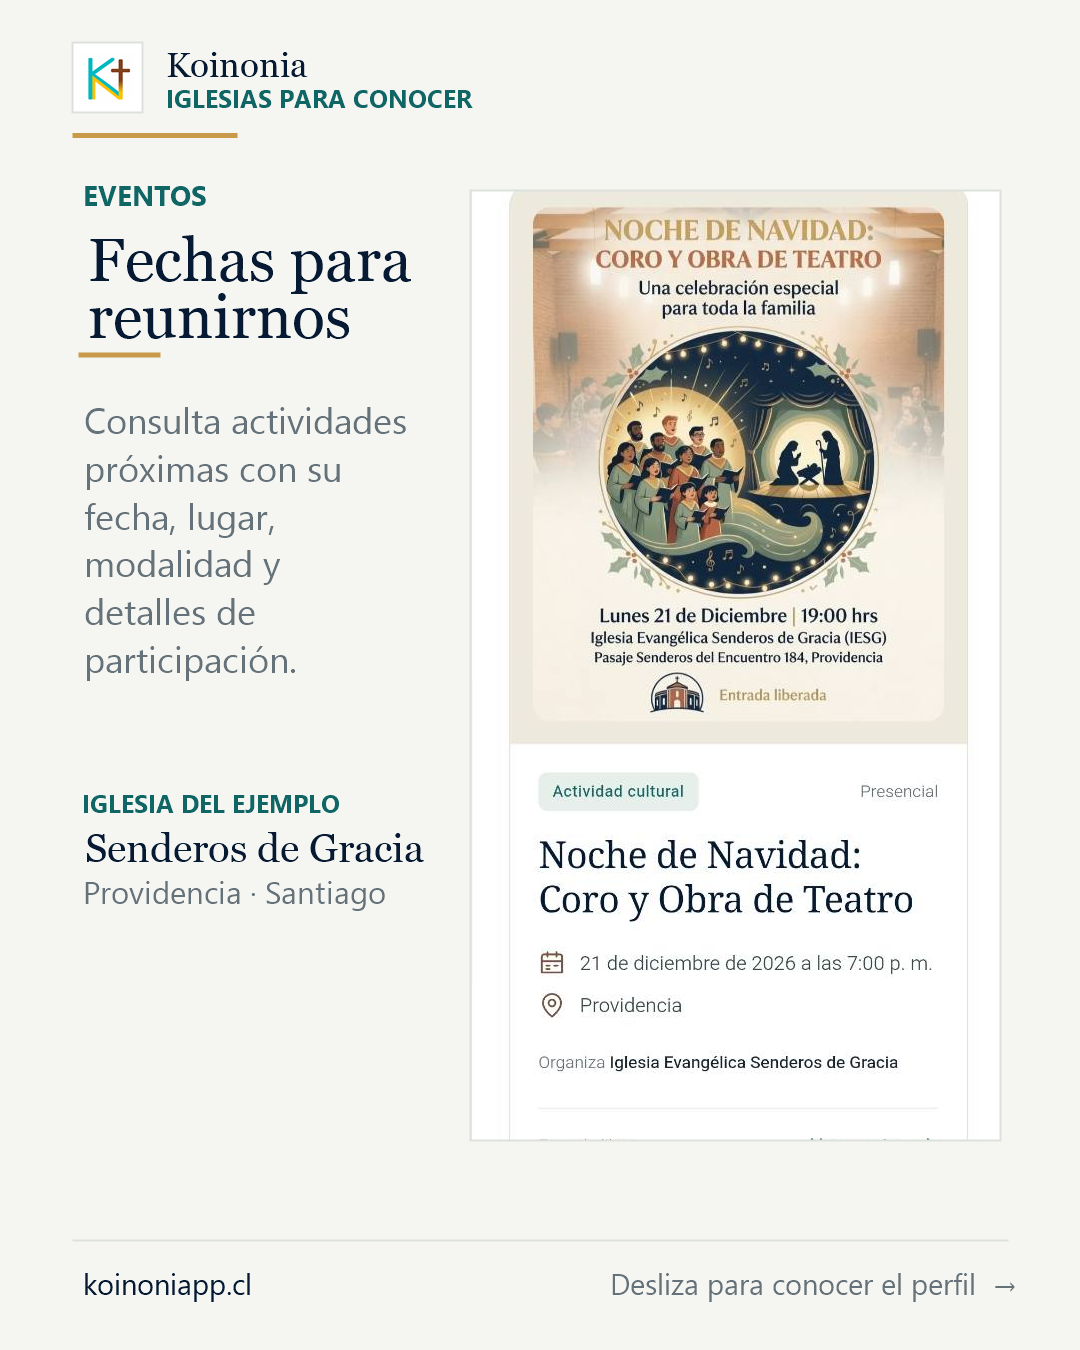 Koinonia
IGLESIAS PARA CONOCER
EVENTOS
Fechas para
reunirnos
Consulta actividades
próximas con su
fecha, lugar,
modalidad y
detalles de
participación.
IGLESIA DEL EJEMPLO
Senderos de Gracia
Providencia · Santiago
NOCHE DE NAVIDAD:
CORO Y OBRA DE TEATRO
Una celebración especial
para toda la familia
Lunes 21 de Diciembre | 19:00 hrs
Iglesia Evangélica Senderos de Gracia (IESG)
Pasaje Senderos del Encuentro 184, Providencia
Entrada liberada
Actividad cultural
Presencial
Noche de Navidad:
Coro y Obra de Teatro
21 de diciembre de 2026 a las 7:00 p. m.
Providencia
Organiza Iglesia Evangélica Senderos de Gracia
koinoniapp.cl
Desliza para conocer el perfil →